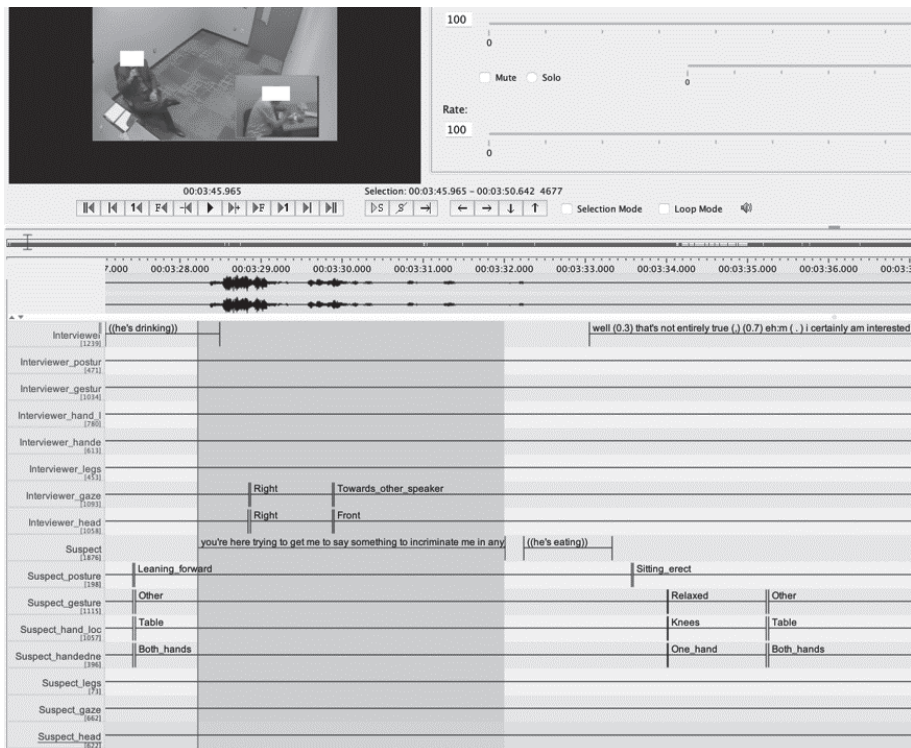 100
0
Mute Solo
0
Rate:
100
0
00:03:45.965
Selection: 00:03:45.965 - 00:03:50.642 4677
1 F F 1 S S Selection Mode Loop Mode
7.000 00:03:28.000 00:03:29.000 00:03:30.000 00:03:31.000 00:03:32.000 00:03:33.000 00:03:34.000 00:03:35.000 00:03:36.000 00:03:3
Interviewer ((he's drinking)) well (0.3) that's not entirely true (,) (0.7) eh:m ( . ) i certainly am interested
[1219]
Interviewer_postur
[471]
Interviewer_gestur
[1034]
Interviewer_hand_l
[780]
Interviewer_hande
[613]
Interviewer_legs
[453]
Interviewer_gaze Right Towards_other_speaker
[1093]
Inteviewer_head Right Front
[1058]
Suspect you're here trying to get me to say something to incriminate me in any ((he's eating))
[1876]
Suspect_posture Leaning_forward Sitting_erect
[198]
Suspect_gesture Other Relaxed Other
[1115]
Suspect_hand_loc Table Knees Table
[1057]
Suspect_handedne Both_hands One_hand Both_hands
[396]
Suspect_legs
[73]
Suspect_gaze
[662]
Suspect_head
[622]